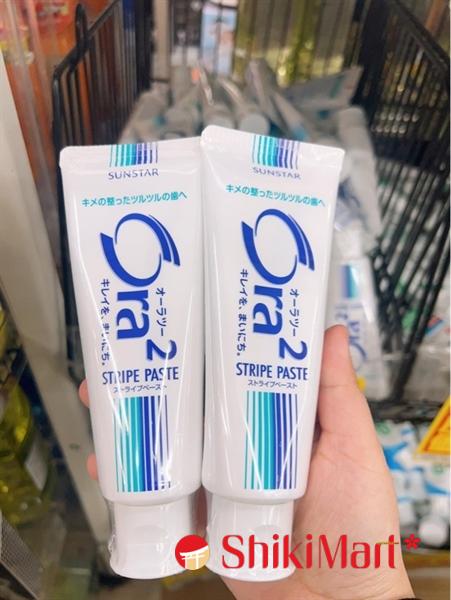 SUNSTAR
キメの整ったツルツルの歯へ
Ora2
オーラツー
キレイを、まいにち。
STRIPE PASTE
ストライプペースト
SUNSTAR
キメの整ったツルツルの歯へ
Ora2
オーラツー
キレイを、まいにち。
STRIPE PASTE
ストライプペースト
ShikiMart*